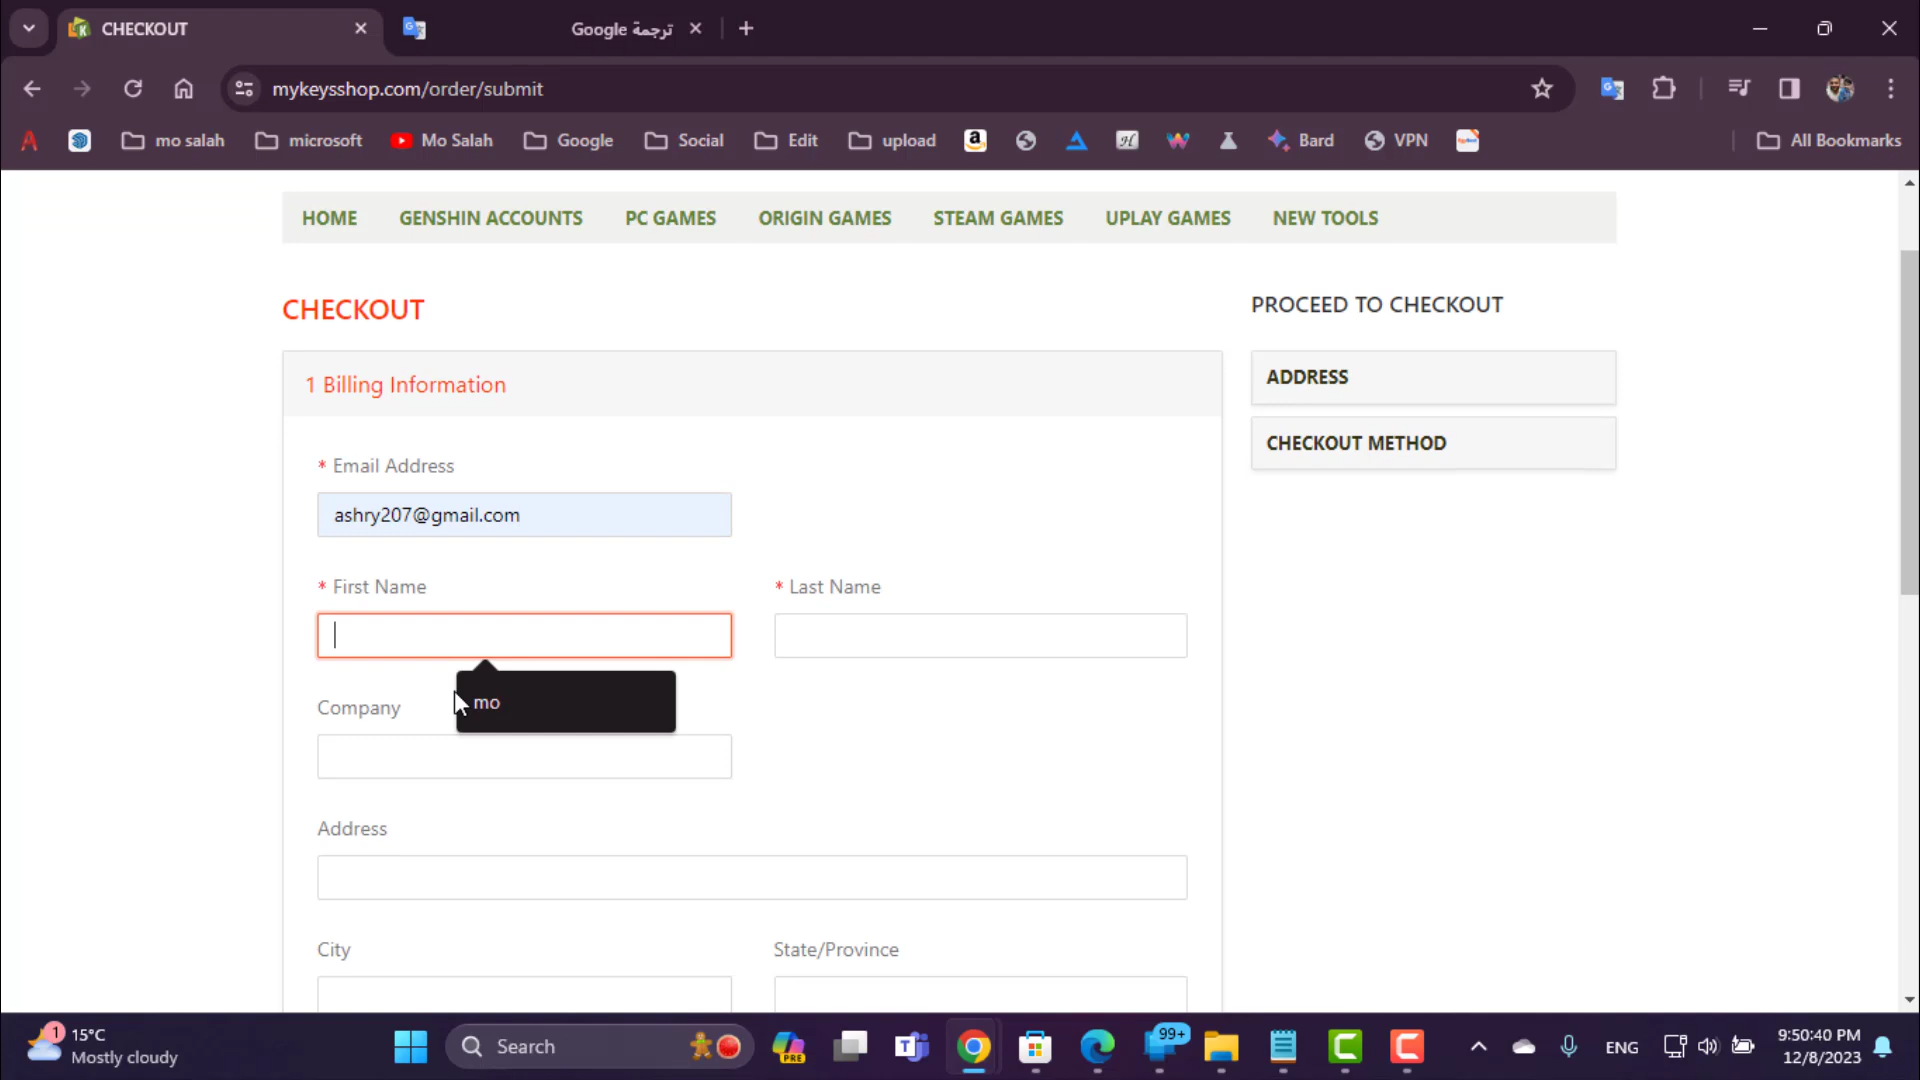 CHECKOUT
ترجمة Google
mykeysshop.com/order/submit
mo salah
microsoft
Mo Salah
Google
Social
Edit
upload
Bard
VPN
All Bookmarks
HOME
GENSHIN ACCOUNTS
PC GAMES
ORIGIN GAMES
STEAM GAMES
UPLAY GAMES
NEW TOOLS
CHECKOUT
PROCEED TO CHECKOUT
1 Billing Information
ADDRESS
CHECKOUT METHOD
* Email Address
ashry207@gmail.com
* First Name
* Last Name
mo
Company
Address
City
State/Province
1
15°C
Mostly cloudy
Search
PRE
99+
ENG
9:50:40 PM
12/8/2023